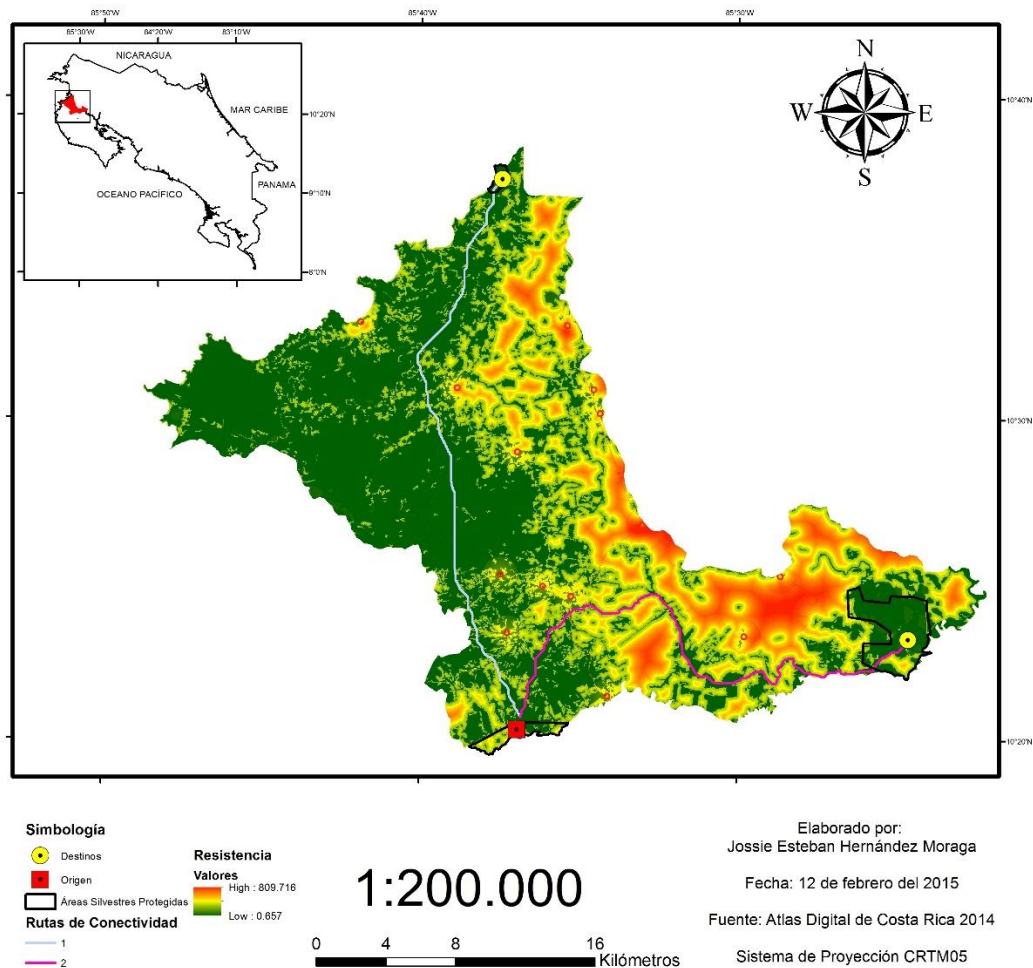 85°50'W
85°40'W
85°30'W
85°30'W
84°20'W
83°10'W
NICARAGUA
MAR CARIBE
10°20'N
PANAMA
OCEANO PACÍFICO
9°10'N
8°0'N
N
W
E
S
10°40'N
10°30'N
10°20'N
Simbología
Destinos
Origen
Áreas Silvestres Protegidas
Rutas de Conectividad
1
2
Resistencia
Valores
High : 809.716
Low : 0.657
1:200.000
0 4 8 16
Kilómetros
Elaborado por:
Jossie Esteban Hernández Moraga
Fecha: 12 de febrero del 2015
Fuente: Atlas Digital de Costa Rica 2014
Sistema de Proyección CRTM05